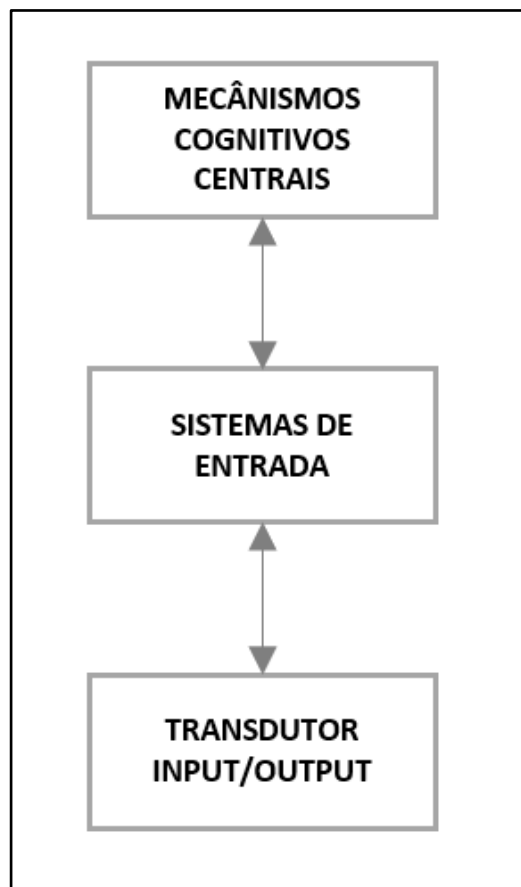 MECÂNISMOS
COGNITIVOS
CENTRAIS
SISTEMAS DE
ENTRADA
TRANSDUTOR
INPUT/OUTPUT